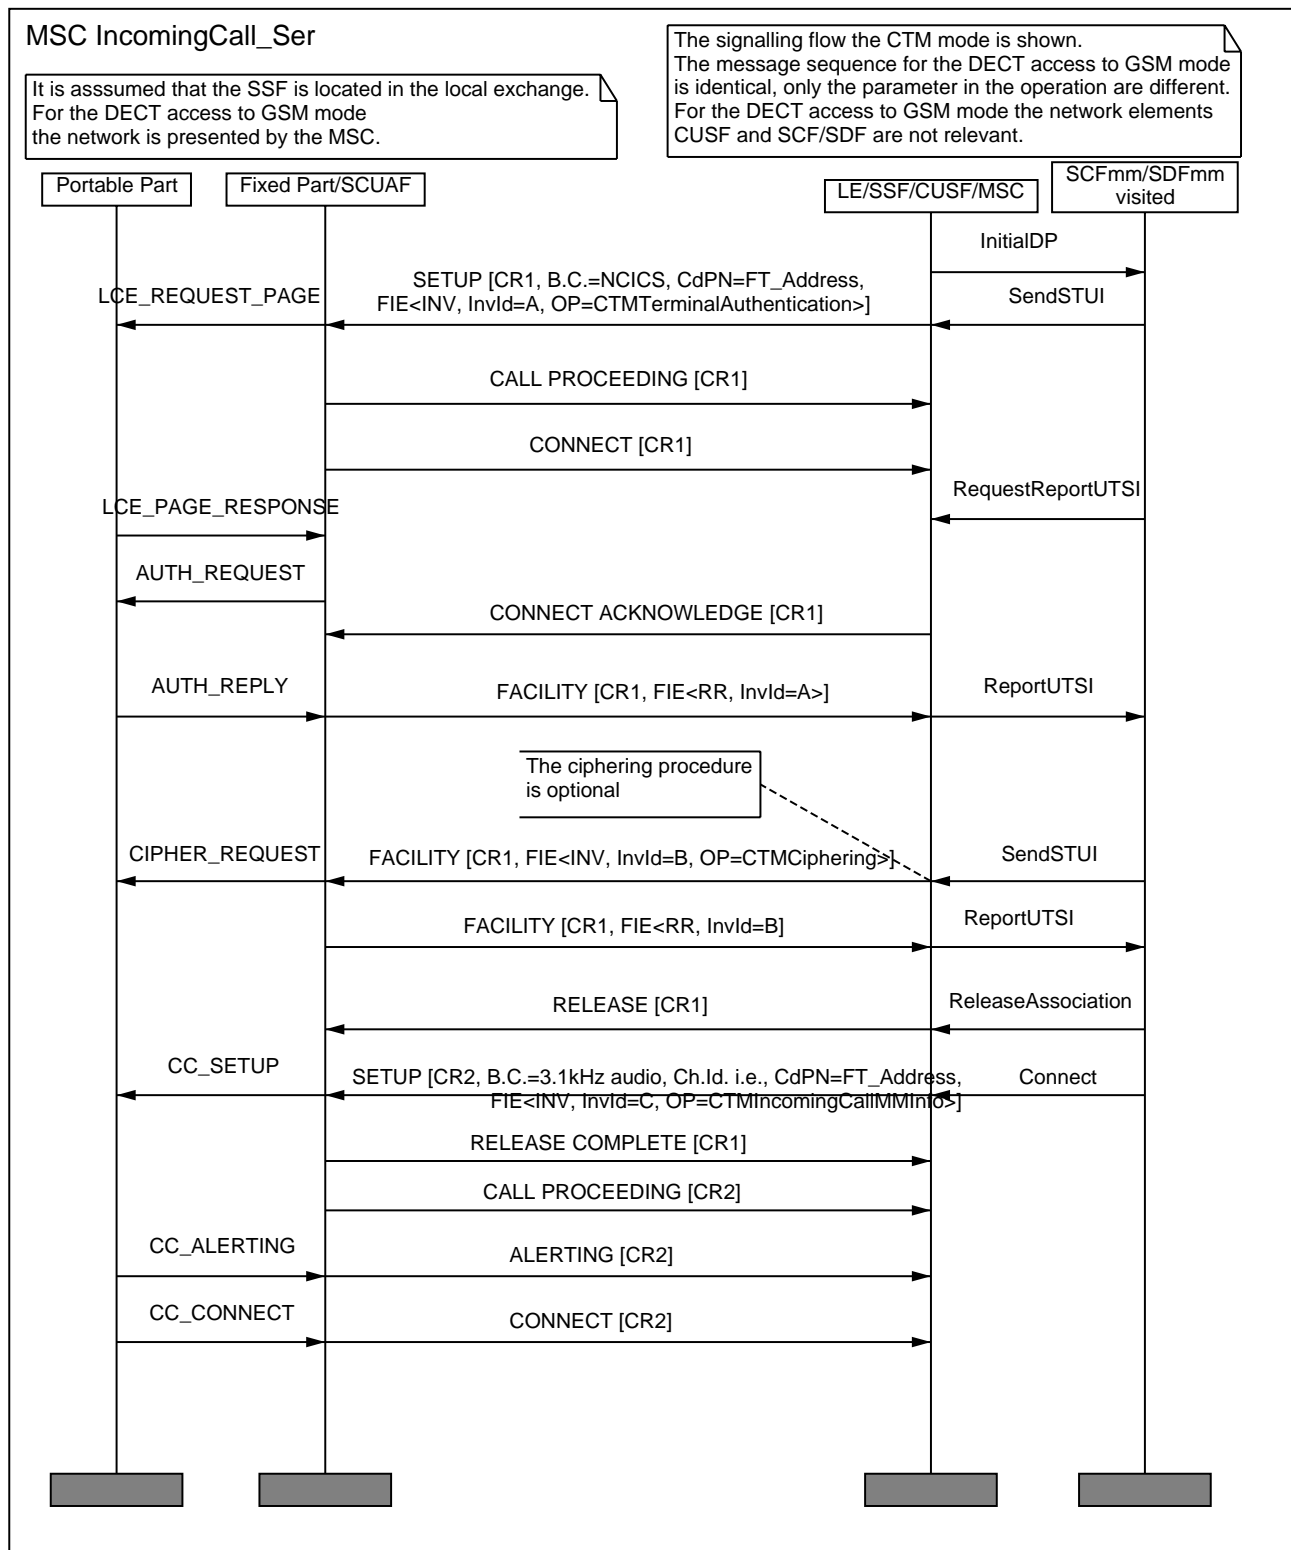 MSC IncomingCall_Ser
The signalling flow the CTM mode is shown.
The message sequence for the DECT access to GSM mode
is identical, only the parameter in the operation are different.
For the DECT access to GSM mode the network elements
CUSF and SCF/SDF are not relevant.
It is asssumed that the SSF is located in the local exchange.
For the DECT access to GSM mode
the network is presented by the MSC.
Portable Part
Fixed Part/SCUAF
LE/SSF/CUSF/MSC
SCFmm/SDFmm
visited
InitialDP
LCE_REQUEST_PAGE
SETUP [CR1, B.C.=NCICS, CdPN=FT_Address,
FIE<INV, InvId=A, OP=CTMTerminalAuthentication>]
SendSTUI
CALL PROCEEDING [CR1]
CONNECT [CR1]
RequestReportUTSI
LCE_PAGE_RESPONSE
AUTH_REQUEST
CONNECT ACKNOWLEDGE [CR1]
AUTH_REPLY
FACILITY [CR1, FIE<RR, InvId=A>]
ReportUTSI
The ciphering procedure
is optional
CIPHER_REQUEST
FACILITY [CR1, FIE<INV, InvId=B, OP=CTMCiphering>]
SendSTUI
FACILITY [CR1, FIE<RR, InvId=B]
ReportUTSI
RELEASE [CR1]
ReleaseAssociation
CC_SETUP
SETUP [CR2, B.C.=3.1kHz audio, Ch.Id. i.e., CdPN=FT_Address,
FIE<INV, InvId=C, OP=CTMIncomingCallMMInfo>]
Connect
RELEASE COMPLETE [CR1]
CALL PROCEEDING [CR2]
CC_ALERTING
ALERTING [CR2]
CC_CONNECT
CONNECT [CR2]